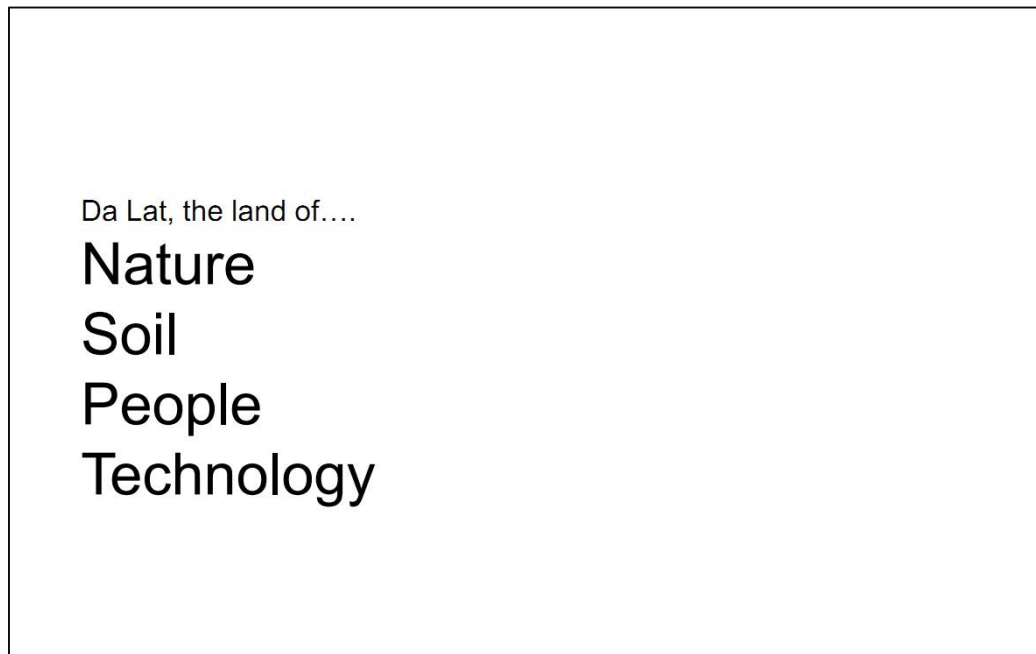 Da Lat, the land of….
Nature
Soil
People
Technology